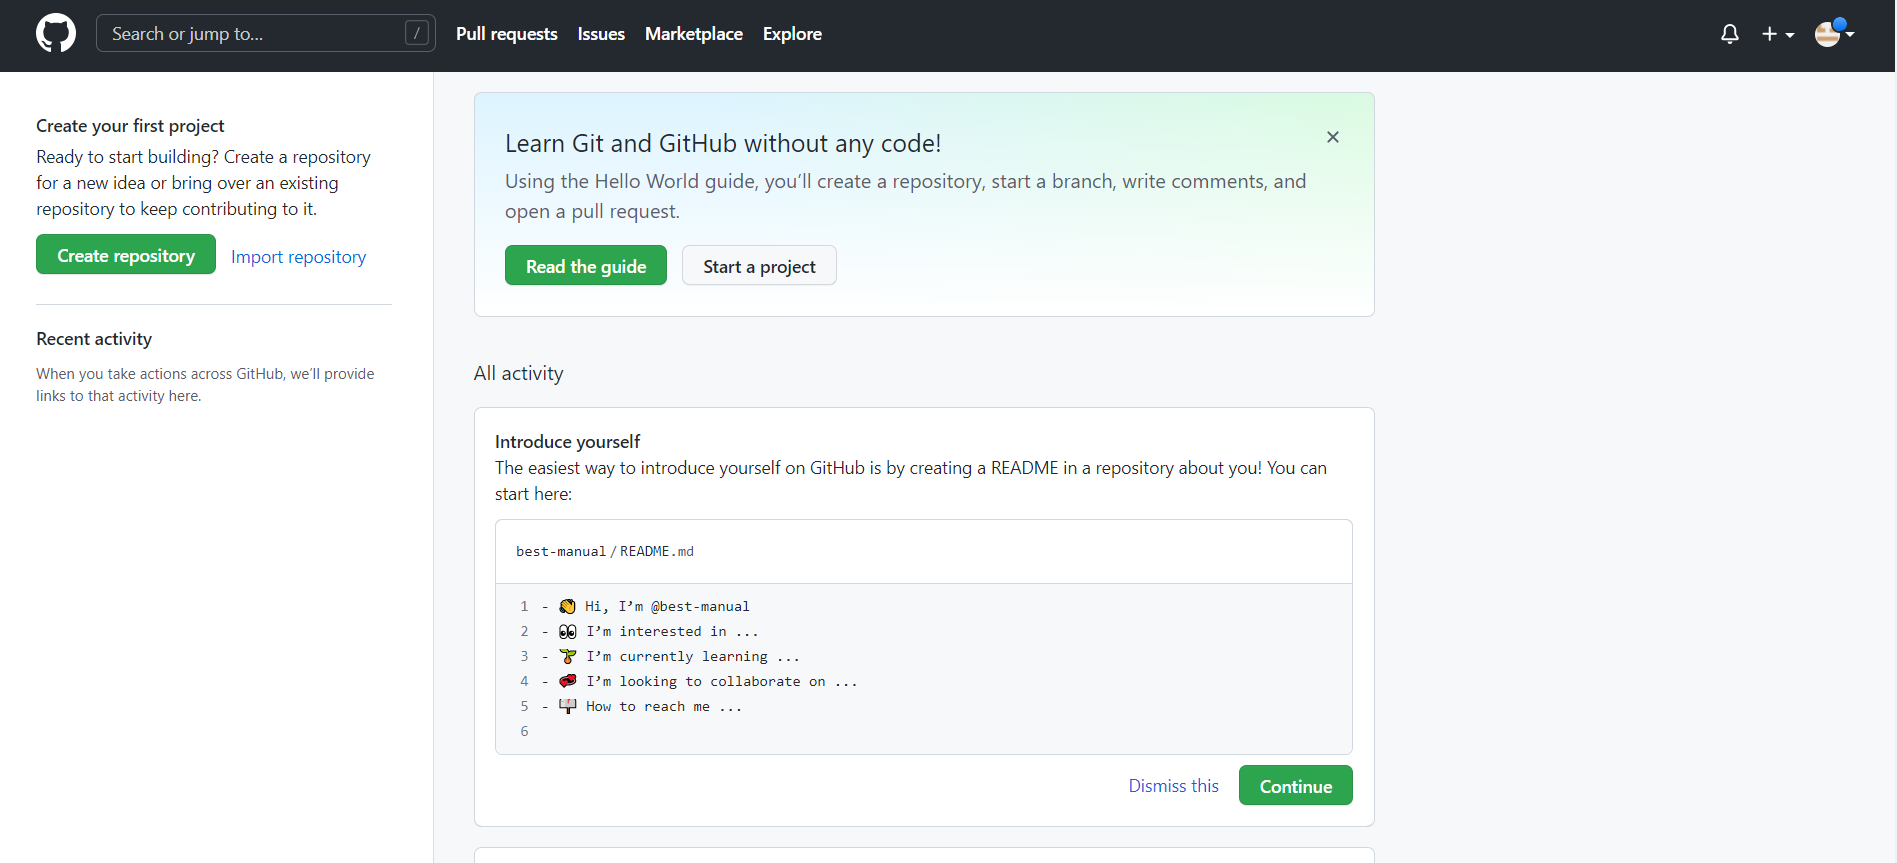 Search or jump to... /
Pull requests Issues Marketplace Explore
Create your first project
Ready to start building? Create a repository
for a new idea or bring over an existing
repository to keep contributing to it.
Create repository Import repository
Recent activity
When you take actions across GitHub, we’ll provide
links to that activity here.
Learn Git and GitHub without any code!
Using the Hello World guide, you’ll create a repository, start a branch, write comments, and
open a pull request.
Read the guide Start a project
All activity
Introduce yourself
The easiest way to introduce yourself on GitHub is by creating a README in a repository about you! You can
start here:
best-manual/README.md
1 - 👋 Hi, I’m @best-manual
2 - 👀 I’m interested in ...
3 - 🌱 I’m currently learning ...
4 - 💞️ I’m looking to collaborate on ...
5 - 📫 How to reach me ...
6
Dismiss this Continue